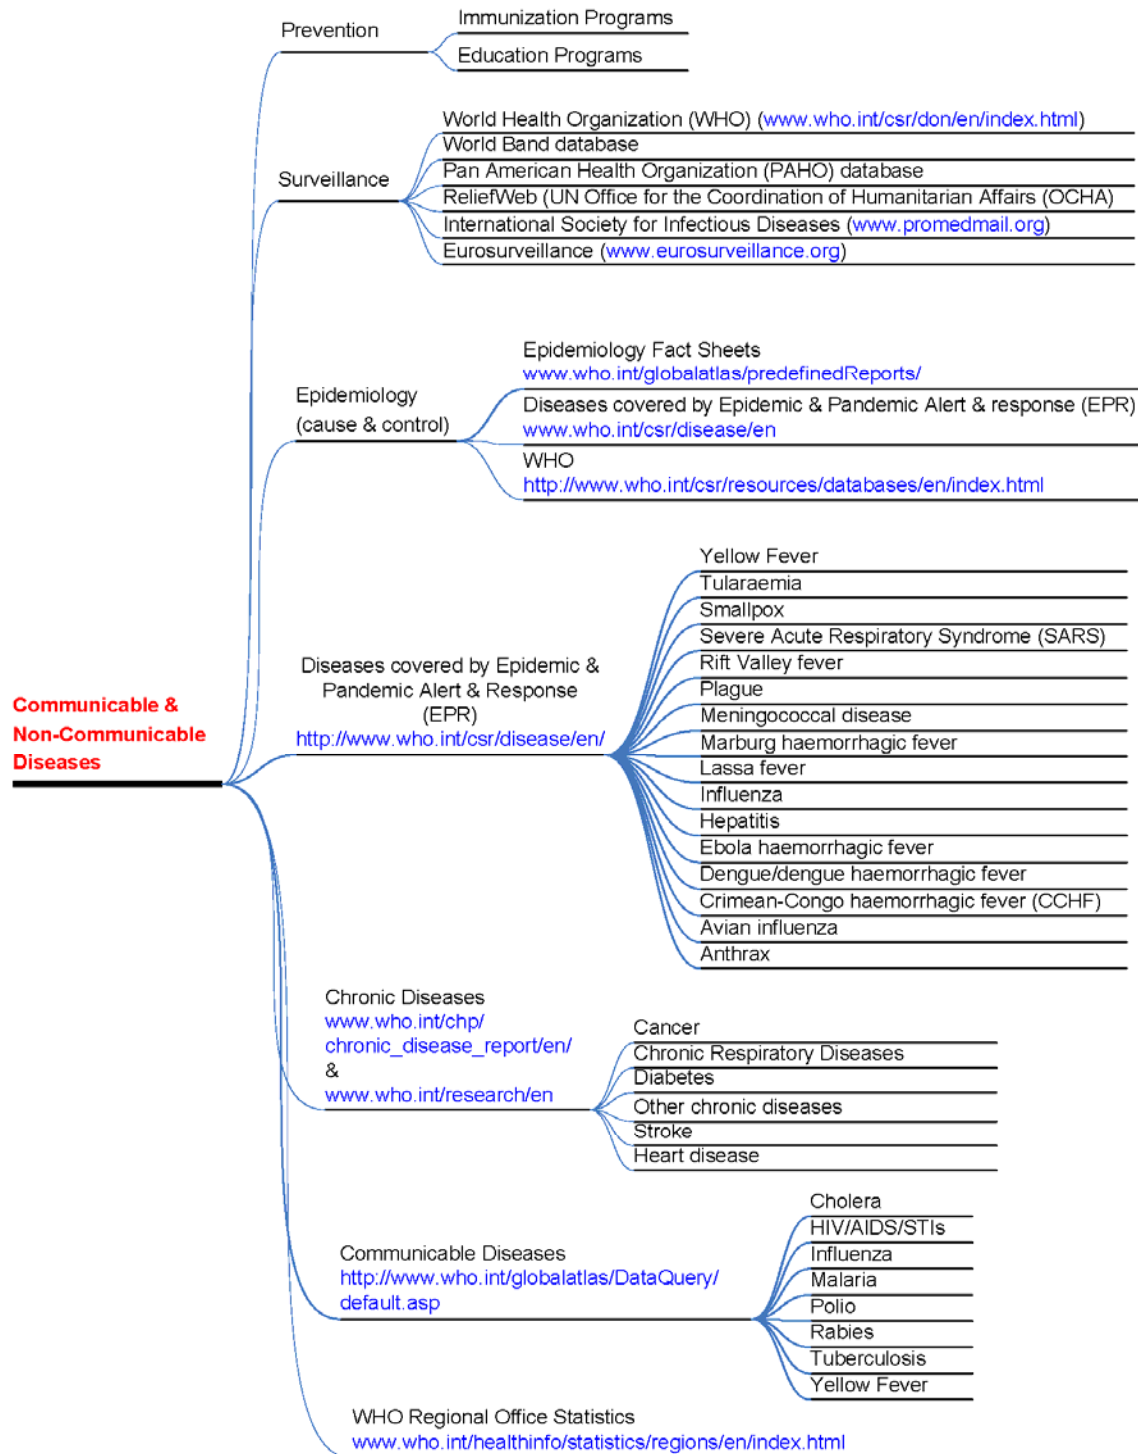 Prevention
Immunization Programs
Education Programs
Surveillance
World Health Organization (WHO) (www.who.int/csr/don/en/index.html)
World Band database
Pan American Health Organization (PAHO) database
ReliefWeb (UN Office for the Coordination of Humanitarian Affairs (OCHA)
International Society for Infectious Diseases (www.promedmail.org)
Eurosurveillance (www.eurosurveillance.org)
Epidemiology
(cause & control)
Epidemiology Fact Sheets
www.who.int/globalatlas/predefinedReports/
Diseases covered by Epidemic & Pandemic Alert & response (EPR)
www.who.int/csr/disease/en
WHO
http://www.who.int/csr/resources/databases/en/index.html
Communicable &
Non-Communicable
Diseases
Diseases covered by Epidemic &
Pandemic Alert & Response
(EPR)
http://www.who.int/csr/disease/en/
Yellow Fever
Tularaemia
Smallpox
Severe Acute Respiratory Syndrome (SARS)
Rift Valley fever
Plague
Meningococcal disease
Marburg haemorrhagic fever
Lassa fever
Influenza
Hepatitis
Ebola haemorrhagic fever
Dengue/dengue haemorrhagic fever
Crimean-Congo haemorrhagic fever (CCHF)
Avian influenza
Anthrax
Chronic Diseases
www.who.int/chp/
chronic_disease_report/en/
&
www.who.int/research/en
Cancer
Chronic Respiratory Diseases
Diabetes
Other chronic diseases
Stroke
Heart disease
Communicable Diseases
http://www.who.int/globalatlas/DataQuery/
default.asp
Cholera
HIV/AIDS/STIs
Influenza
Malaria
Polio
Rabies
Tuberculosis
Yellow Fever
WHO Regional Office Statistics
www.who.int/healthinfo/statistics/regions/en/index.html